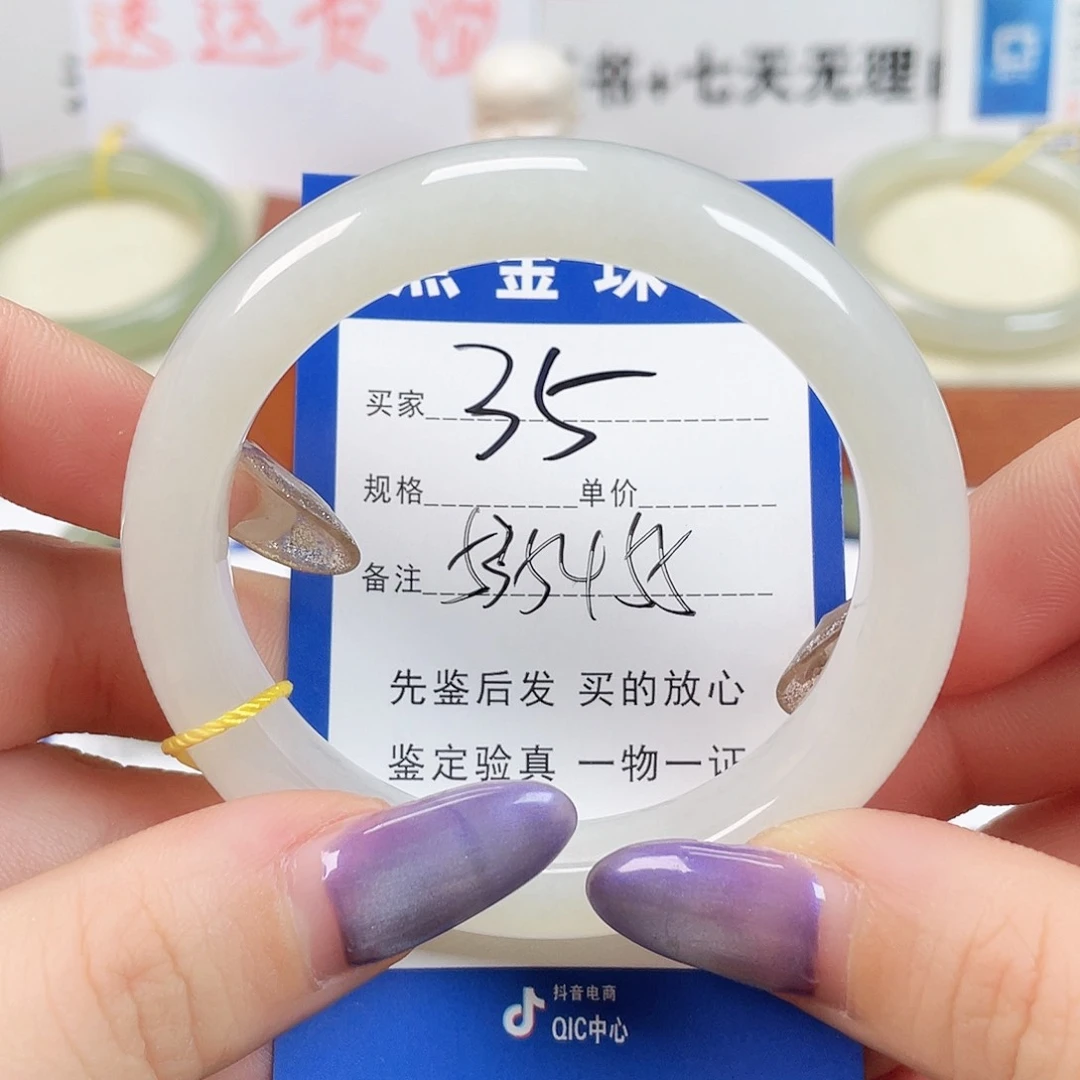 七天无理
金珠
买家 35
规格 单价
备注
先鉴后发 买的放心
鉴定验真 一物一证
抖音电商
QIC中心